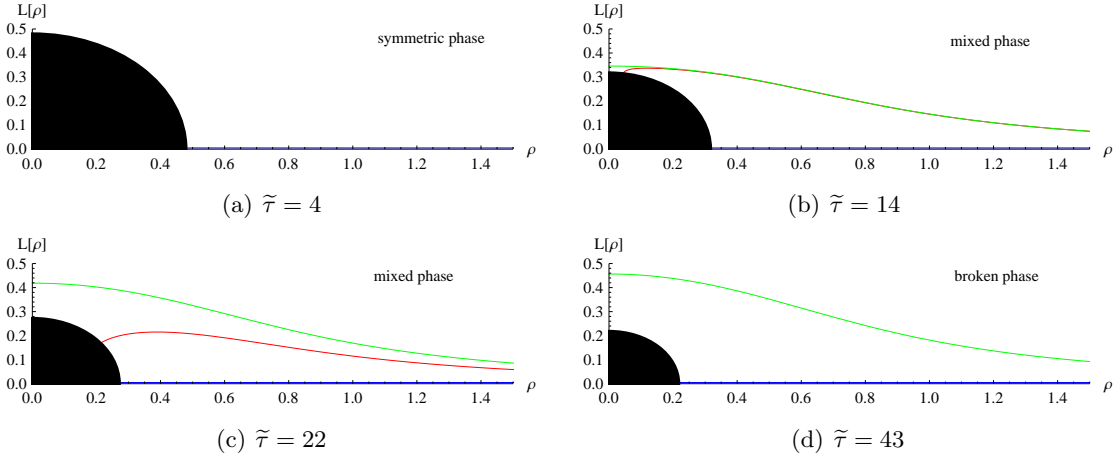 L[ρ]
symmetric phase
0.5
0.4
0.3
0.2
0.1
0.0
0.0 0.2 0.4 0.6 0.8 1.0 1.2 1.4 ρ
(a) τ̃ = 4
L[ρ]
mixed phase
0.5
0.4
0.3
0.2
0.1
0.0
0.0 0.2 0.4 0.6 0.8 1.0 1.2 1.4 ρ
(b) τ̃ = 14
L[ρ]
mixed phase
0.5
0.4
0.3
0.2
0.1
0.0
0.0 0.2 0.4 0.6 0.8 1.0 1.2 1.4 ρ
(c) τ̃ = 22
L[ρ]
broken phase
0.5
0.4
0.3
0.2
0.1
0.0
0.0 0.2 0.4 0.6 0.8 1.0 1.2 1.4 ρ
(d) τ̃ = 43